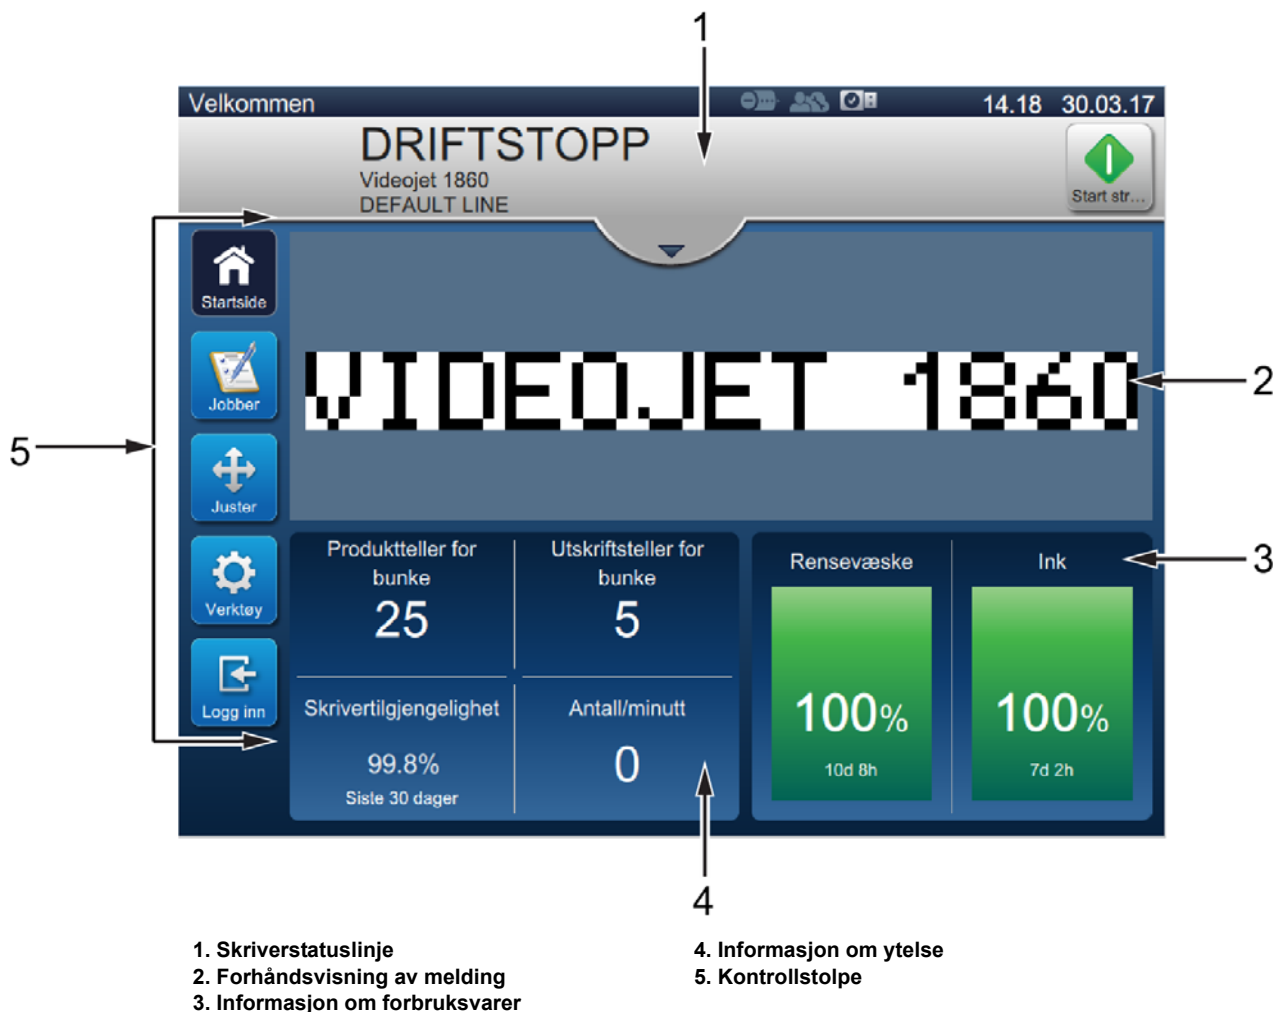 1
Velkommen
14.18 30.03.17
DRIFTSTOPP
Videojet 1860
DEFAULT LINE
Start str...
Startside
Jobber
Juster
Verktøy
Logg inn
5
VIDEOJET 1860
2
Produktteller for bunke
25
Utskriftsteller for bunke
5
Skrivertilgjengelighet
99.8%
Siste 30 dager
Antall/minutt
0
Rensevæske
100%
10d 8h
Ink
100%
7d 2h
3
4
1. Skriverstatuslinje
2. Forhåndsvisning av melding
3. Informasjon om forbruksvarer
4. Informasjon om ytelse
5. Kontrollstolpe